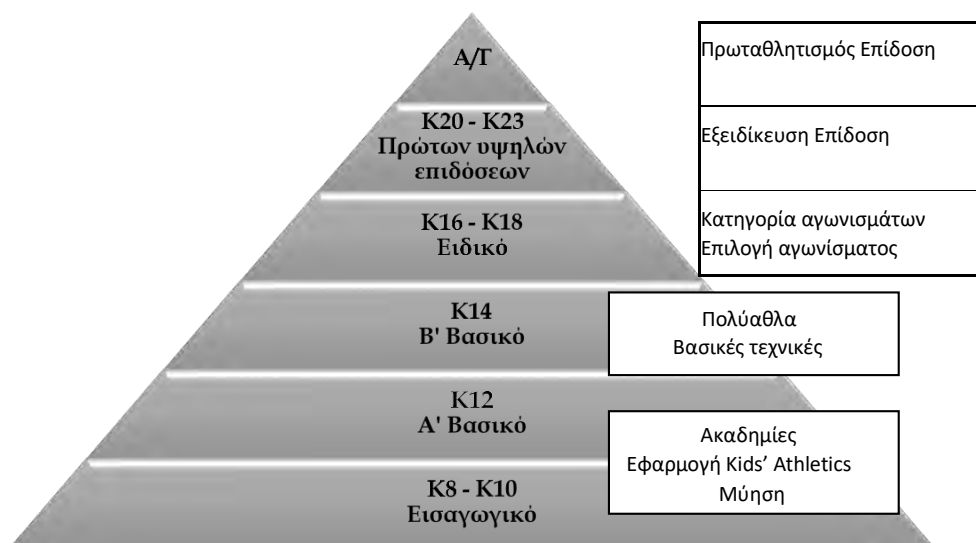 Α/Γ
Πρωταθλητισμός Επίδοση
Κ20 - Κ23
Πρώτων υψηλών
επιδόσεων
Εξειδίκευση Επίδοση
Κ16 - Κ18
Ειδικό
Κατηγορία αγωνισμάτων
Επιλογή αγωνίσματος
Κ14
Β' Βασικό
Πολύαθλα
Βασικές τεχνικές
Κ12
Α' Βασικό
Ακαδημίες
Εφαρμογή Kids’ Athletics
Μύηση
Κ8 - Κ10
Εισαγωγικό